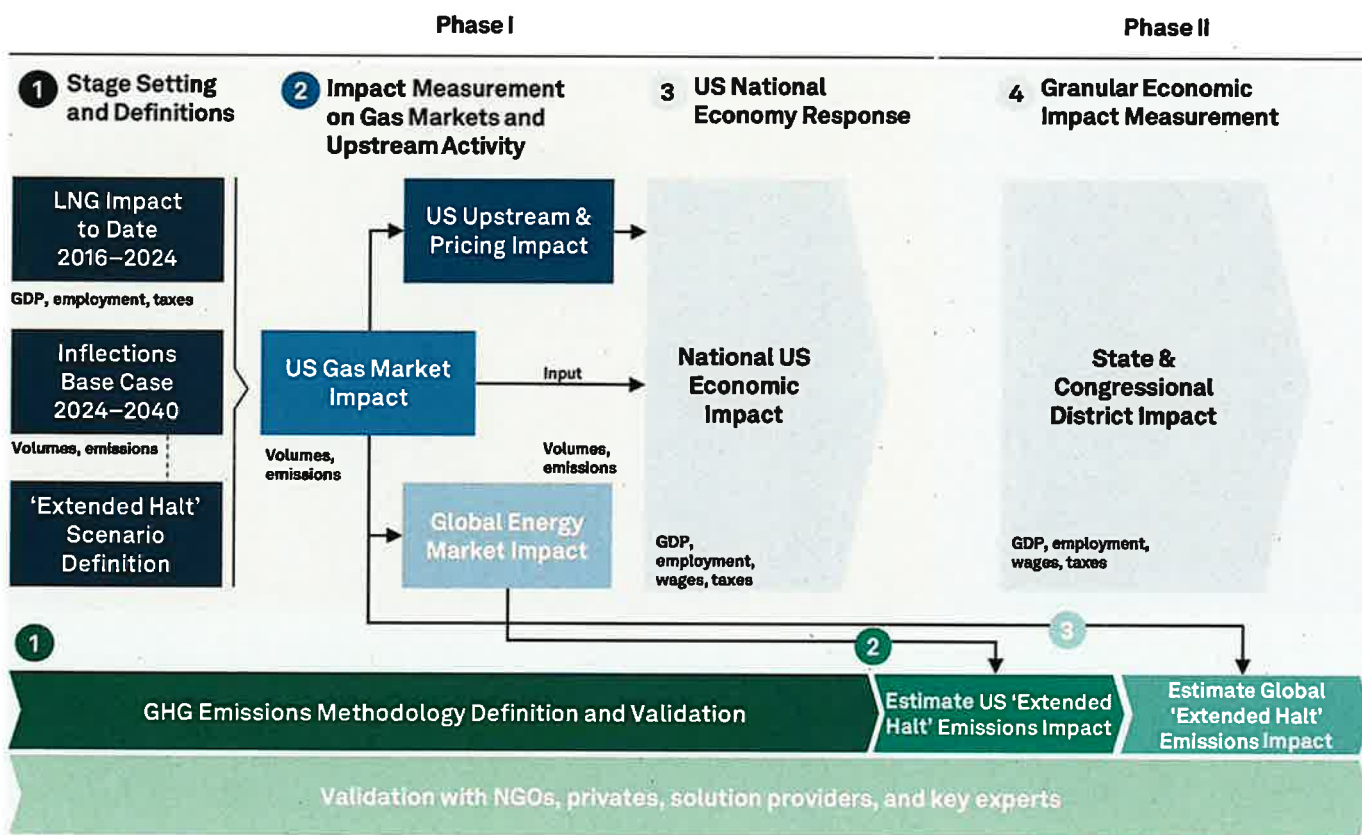 Phase I
Phase II
1 Stage Setting
and Definitions
2 Impact Measurement
on Gas Markets and
Upstream Activity
3 US National
Economy Response
4 Granular Economic
Impact Measurement
LNG Impact
to Date
2016–2024
GDP, employment, taxes
Inflections
Base Case
2024–2040
Volumes, emissions
‘Extended Halt’
Scenario
Definition
US Upstream &
Pricing Impact
US Gas Market
Impact
Input
Volumes,
emissions
Volumes,
emissions
Global Energy
Market Impact
National US
Economic
Impact
GDP,
employment,
wages, taxes
State &
Congressional
District Impact
GDP, employment,
wages, taxes
1
2
3
GHG Emissions Methodology Definition and Validation
Estimate US ‘Extended
Halt’ Emissions Impact
Estimate Global
‘Extended Halt’
Emissions Impact
Validation with NGOs, privates, solution providers, and key experts